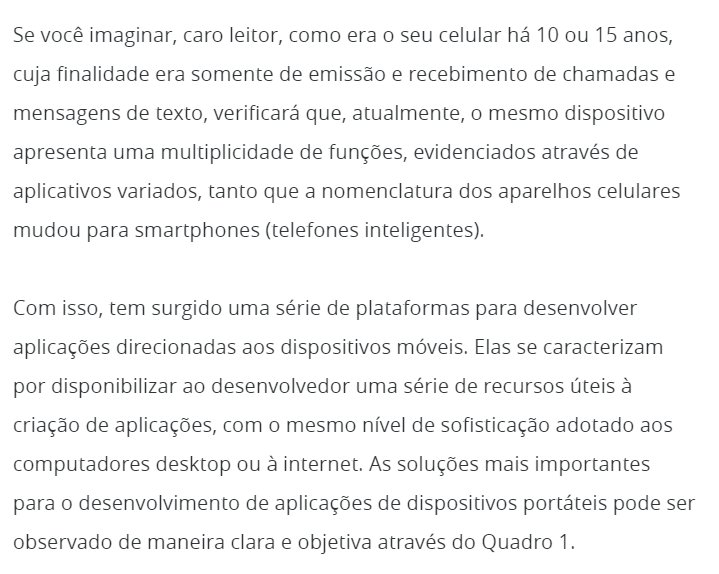 Se você imaginar, caro leitor, como era o seu celular há 10 ou 15 anos,
cuja finalidade era somente de emissão e recebimento de chamadas e
mensagens de texto, verificará que, atualmente, o mesmo dispositivo
apresenta uma multiplicidade de funções, evidenciados através de
aplicativos variados, tanto que a nomenclatura dos aparelhos celulares
mudou para smartphones (telefones inteligentes).
Com isso, tem surgido uma série de plataformas para desenvolver
aplicações direcionadas aos dispositivos móveis. Elas se caracterizam
por disponibilizar ao desenvolvedor uma série de recursos úteis à
criação de aplicações, com o mesmo nível de sofisticação adotado aos
computadores desktop ou à internet. As soluções mais importantes
para o desenvolvimento de aplicações de dispositivos portáteis pode ser
observado de maneira clara e objetiva através do Quadro 1.